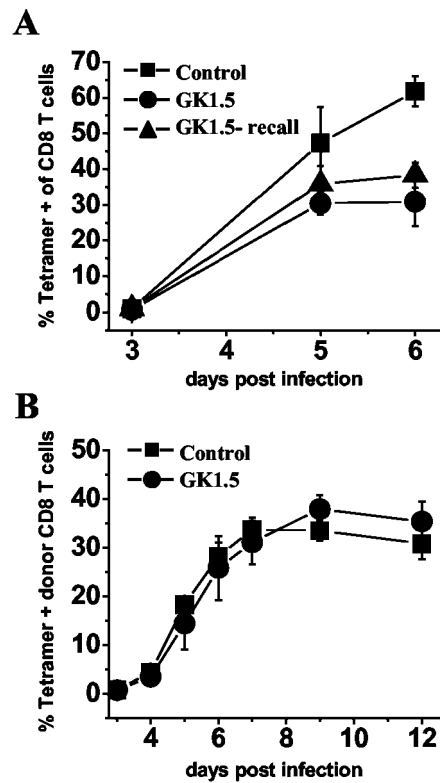 A
70
60
50
40
30
20
10
0
Control
GK1.5
GK1.5- recall
% Tetramer + of CD8 T cells
3
4
5
6
days post infection
B
50
40
30
20
10
0
Control
GK1.5
% Tetramer + donor CD8 T cells
4
6
8
10
12
days post infection